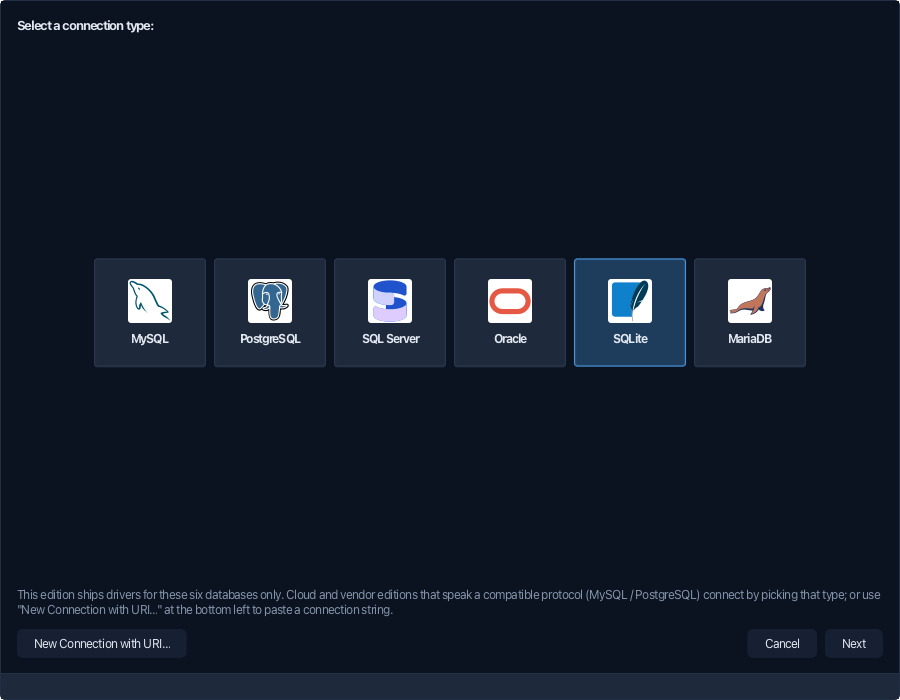 Select a connection type:
MySQL
PostgreSQL
SQL Server
Oracle
SQLite
MariaDB
This edition ships drivers for these six databases only. Cloud and vendor editions that speak a compatible protocol (MySQL / PostgreSQL) connect by picking that type; or use
"New Connection with URI..." at the bottom left to paste a connection string.
New Connection with URI...
Cancel
Next